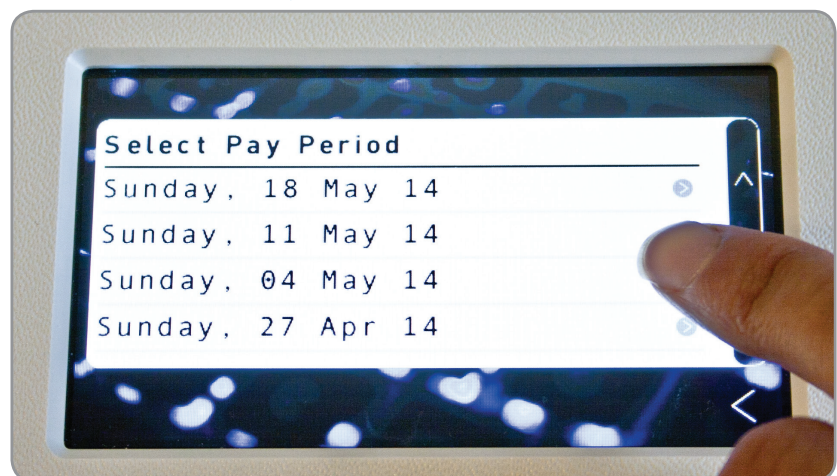 Select Pay Period
Sunday, 18 May 14
Sunday, 11 May 14
Sunday, 04 May 14
Sunday, 27 Apr 14